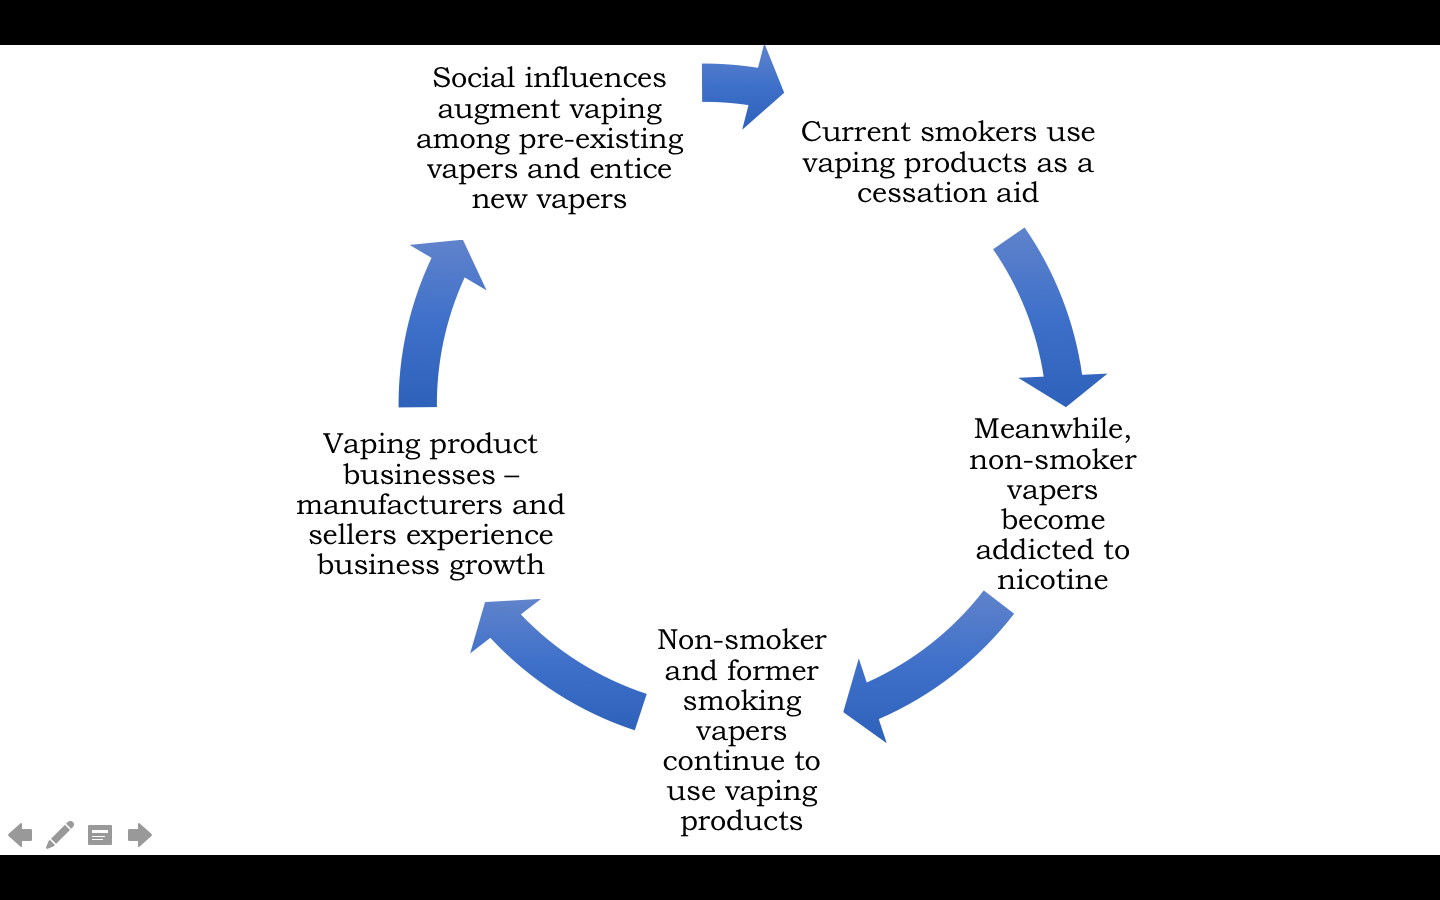 Social influences
augment vaping
among pre-existing
vapers and entice
new vapers
Current smokers use
vaping products as a
cessation aid
Meanwhile,
non-smoker
vapers
become
addicted to
nicotine
Non-smoker
and former
smoking
vapers
continue to
use vaping
products
Vaping product
businesses –
manufacturers and
sellers experience
business growth